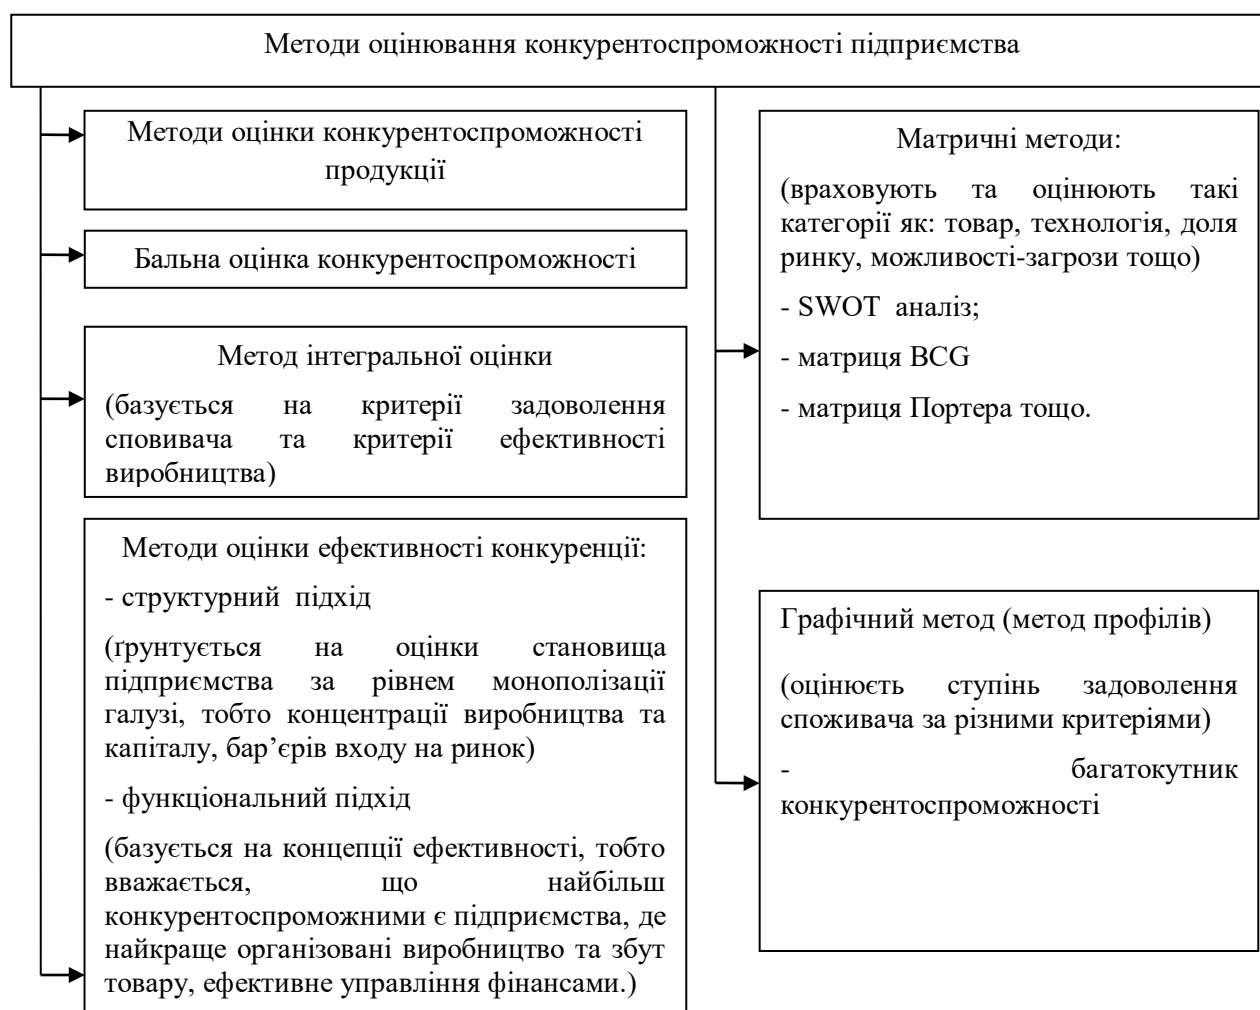 Методи оцінювання конкурентоспроможності підприємства
Методи оцінки конкурентоспроможності
продукції
Бальна оцінка конкурентоспроможності
Метод інтегральної оцінки
(базується на критерії задоволення
сповивача та критерії ефективності
виробництва)
Методи оцінки ефективності конкуренції:
- структурний підхід
(ґрунтується на оцінки становища
підприємства за рівнем монополізації
галузі, тобто концентрації виробництва та
капіталу, бар’єрів входу на ринок)
- функціональний підхід
(базується на концепції ефективності, тобто
вважається, що найбільш
конкурентоспроможними є підприємства, де
найкраще організовані виробництво та збут
товару, ефективне управління фінансами.)
Матричні методи:
(враховують та оцінюють такі
категорії як: товар, технологія, доля
ринку, можливості-загрози тощо)
- SWOT аналіз;
- матриця BCG
- матриця Портера тощо.
Графічний метод (метод профілів)
(оцінюєть ступінь задоволення
споживача за різними критеріями)
- багатокутник
конкурентоспроможності